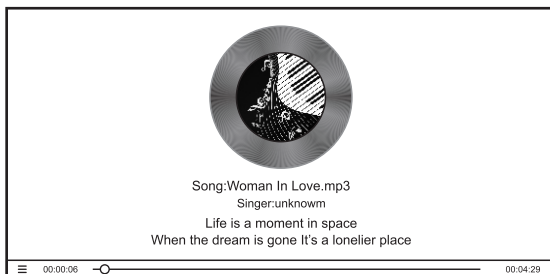 Song:Woman In Love.mp3
Singer:unknowm
Life is a moment in space
When the dream is gone It's a lonelier place
00:00:06
00:04:29